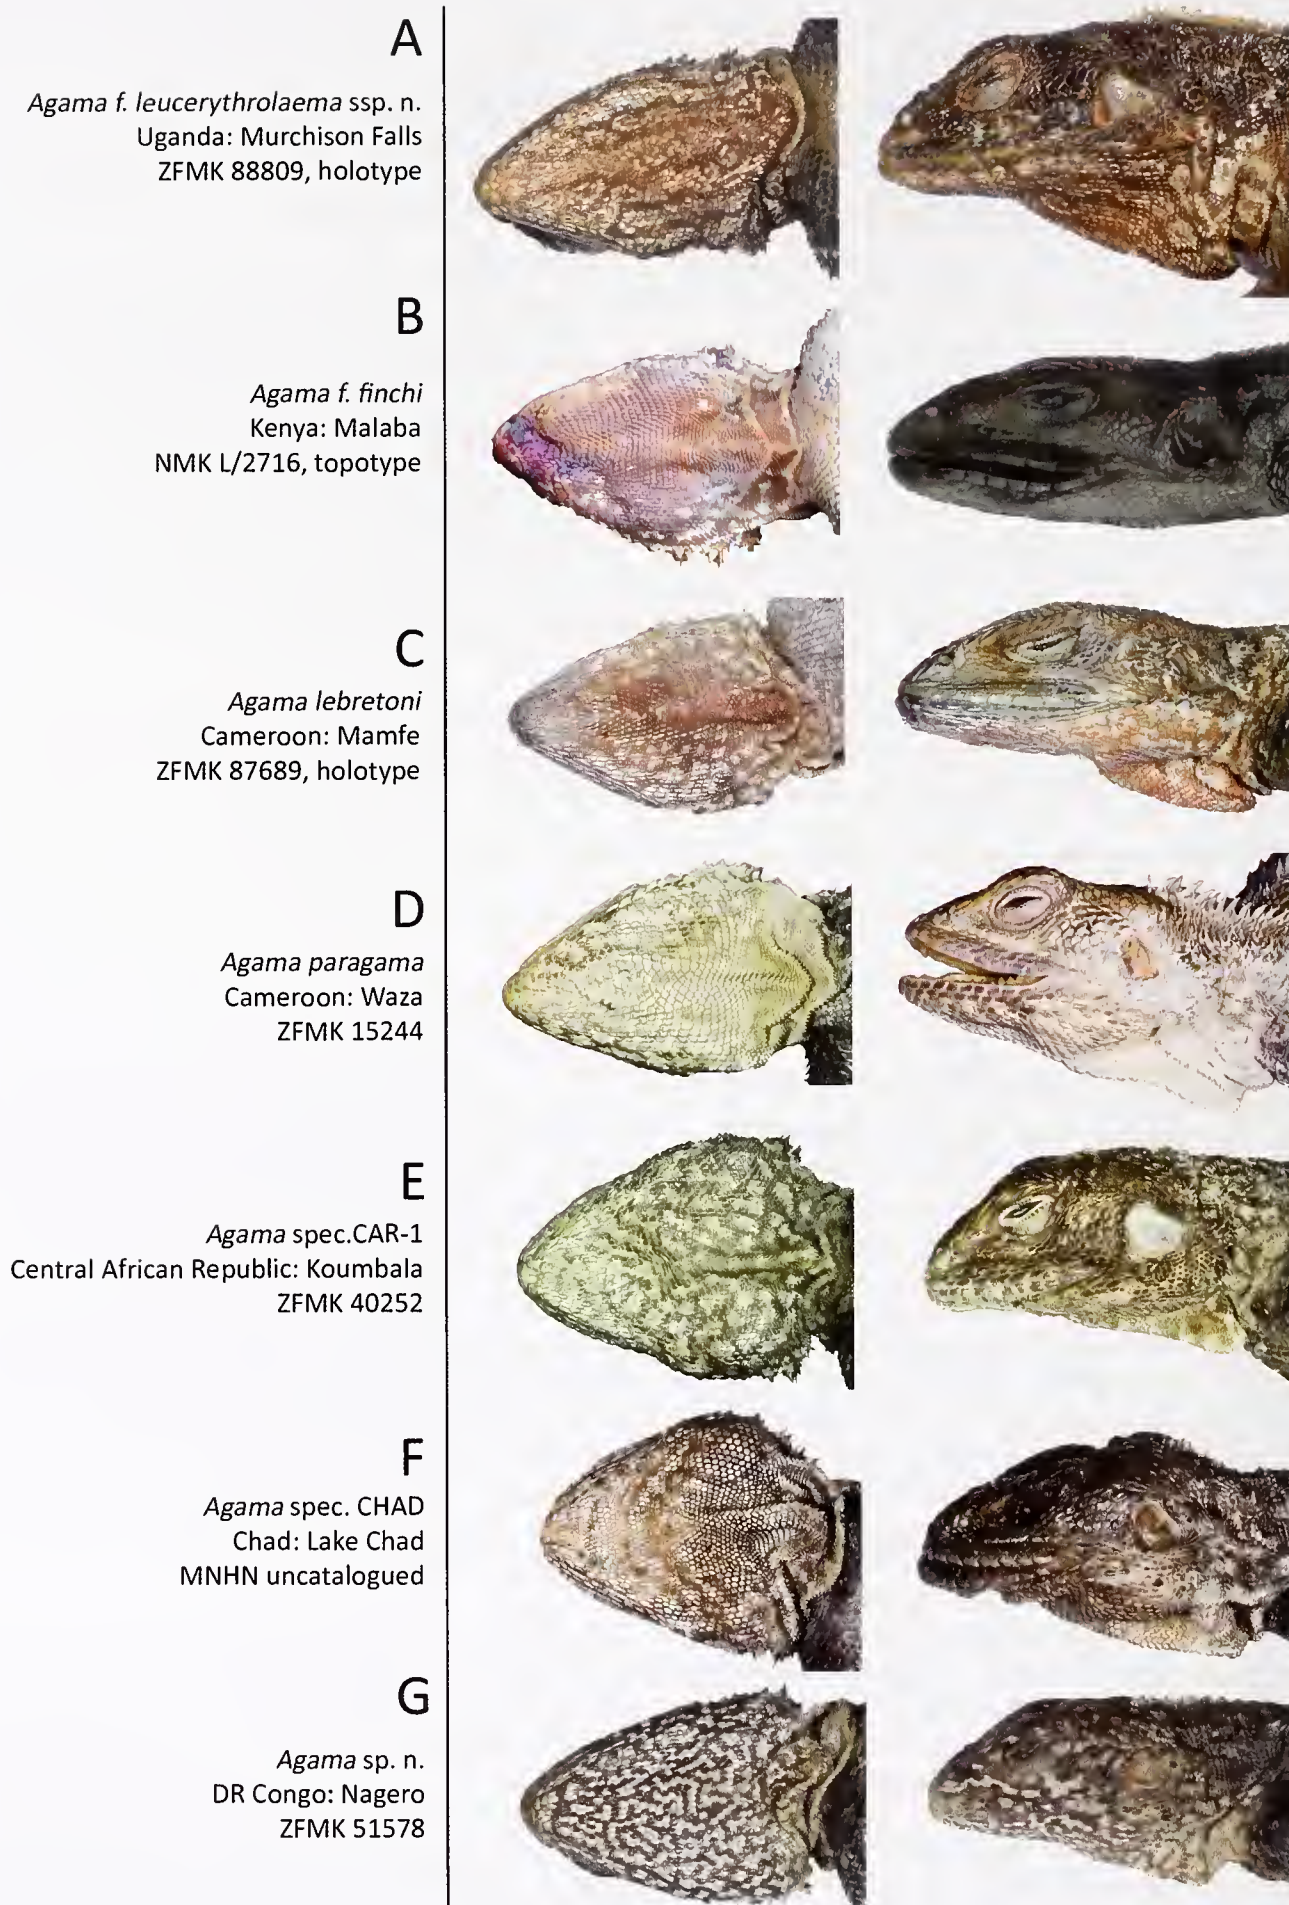 A
Agama f. leucerythrolaema ssp. n.
Uganda: Murchison Falls
ZFMK 88809, holotype
B
Agama f. finchi
Kenya: Malaba
NMK L/2716, topotype
C
Agama lebretoni
Cameroon: Mamfe
ZFMK 87689, holotype
D
Agama paragama
Cameroon: Waza
ZFMK 15244
E
Agama spec.CAR-1
Central African Republic: Koumbala
ZFMK 40252
F
Agama spec. CHAD
Chad: Lake Chad
MNHN uncatalogued
G
Agama sp. n.
DR Congo: Nagero
ZFMK 51578